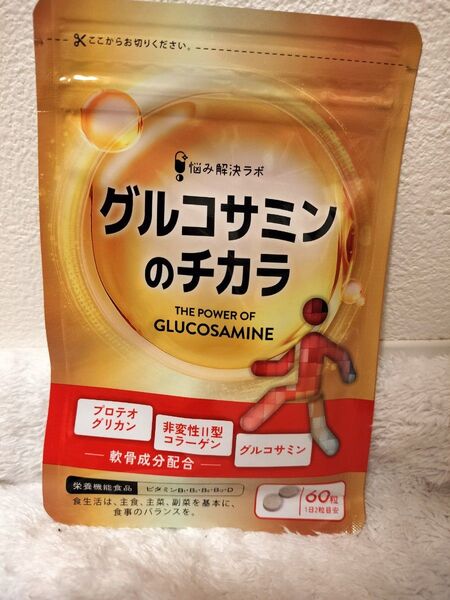 ここからお切りください。
悩み解決ラボ
グルコサミン
のチカラ
THE POWER OF
GLUCOSAMINE
プロテオ
グリカン
非変性II型
コラーゲン
グルコサミン
軟骨成分配合
栄養機能食品
食生活は、主食、主菜、副菜を基本に、
食事のバランスを。
60粒
1日2粒目安